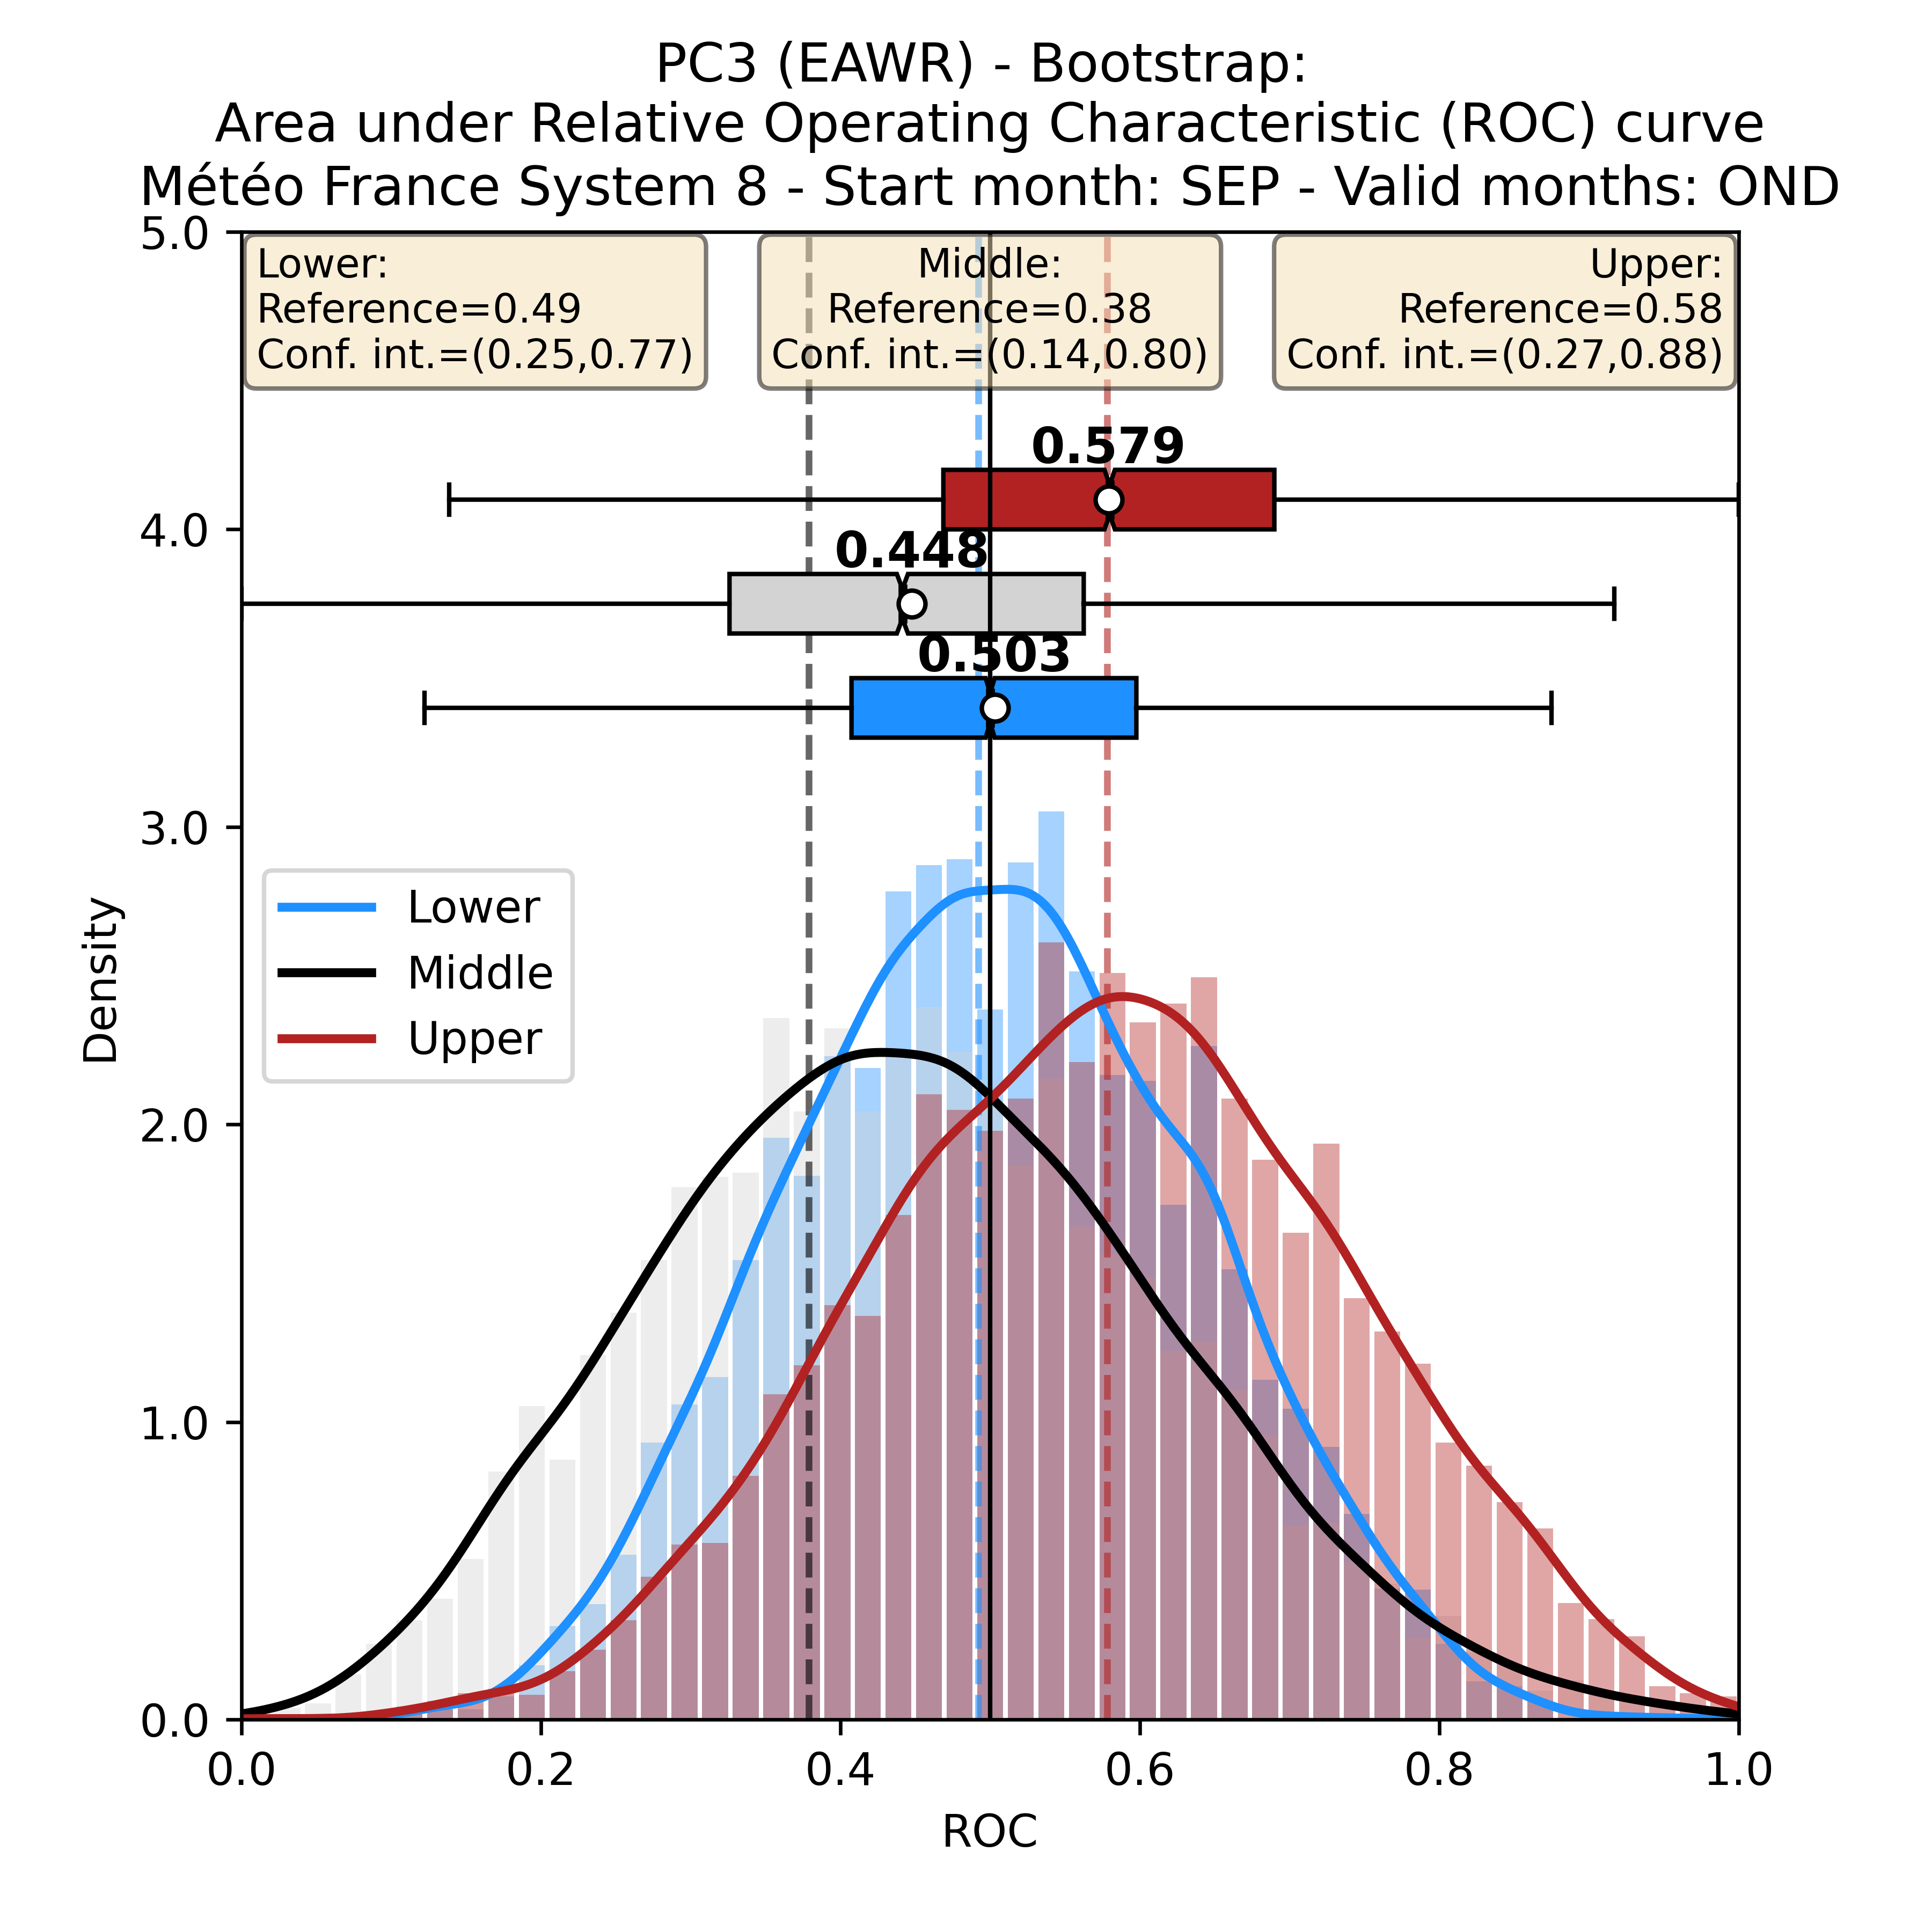 PC3 (EAWR) - Bootstrap:
Area under Relative Operating Characteristic (ROC) curve
Météo France System 8 - Start month: SEP - Valid months: OND
Lower:
Reference=0.49
Conf. int.=(0.25,0.77)
Middle:
Reference=0.38
Conf. int.=(0.14,0.80)
Upper:
Reference=0.58
Conf. int.=(0.27,0.88)
0.579
0.448
0.503
Lower
Middle
Upper
Density
5.0
4.0
3.0
2.0
1.0
0.0
0.0 0.2 0.4 0.6 0.8 1.0
ROC